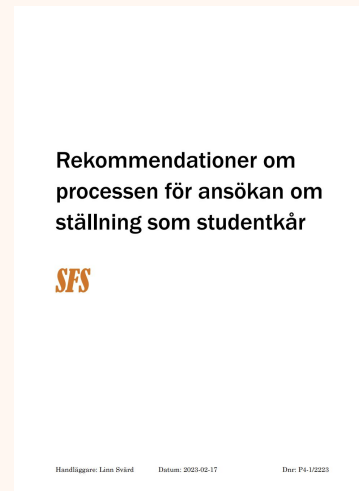 Rekommendationer om
processen för ansökan om
ställning som studentkår
SFS
Handläggare: Linn Svärd Datum: 2023-02-17 Dnr: P4-1/2223